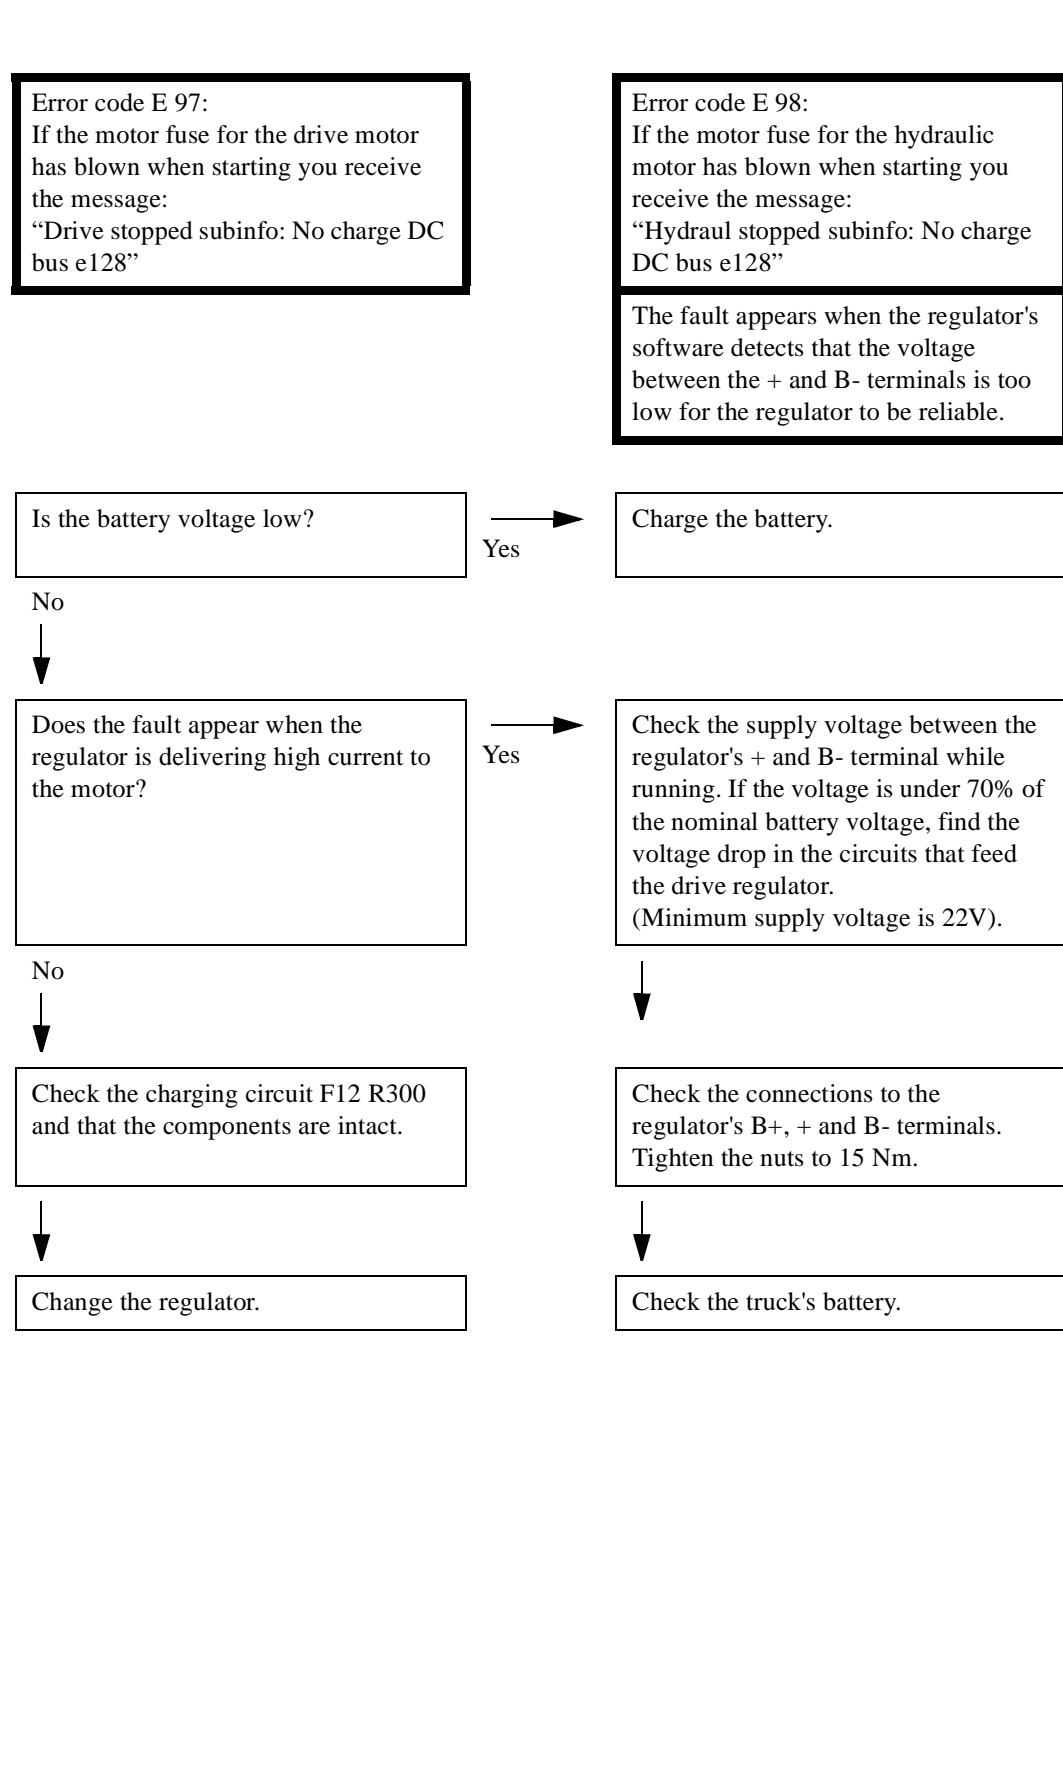 Error code E 97:
If the motor fuse for the drive motor
has blown when starting you receive
the message:
“Drive stopped subinfo: No charge DC
bus e128”
Error code E 98:
If the motor fuse for the hydraulic
motor has blown when starting you
receive the message:
“Hydraul stopped subinfo: No charge
DC bus e128”
The fault appears when the regulator's
software detects that the voltage
between the + and B- terminals is too
low for the regulator to be reliable.
Is the battery voltage low?
Yes
Charge the battery.
No
Does the fault appear when the
regulator is delivering high current to
the motor?
Yes
Check the supply voltage between the
regulator's + and B- terminal while
running. If the voltage is under 70% of
the nominal battery voltage, find the
voltage drop in the circuits that feed
the drive regulator.
(Minimum supply voltage is 22V).
No
Check the charging circuit F12 R300
and that the components are intact.
Check the connections to the
regulator's B+, + and B- terminals.
Tighten the nuts to 15 Nm.
Change the regulator.
Check the truck's battery.